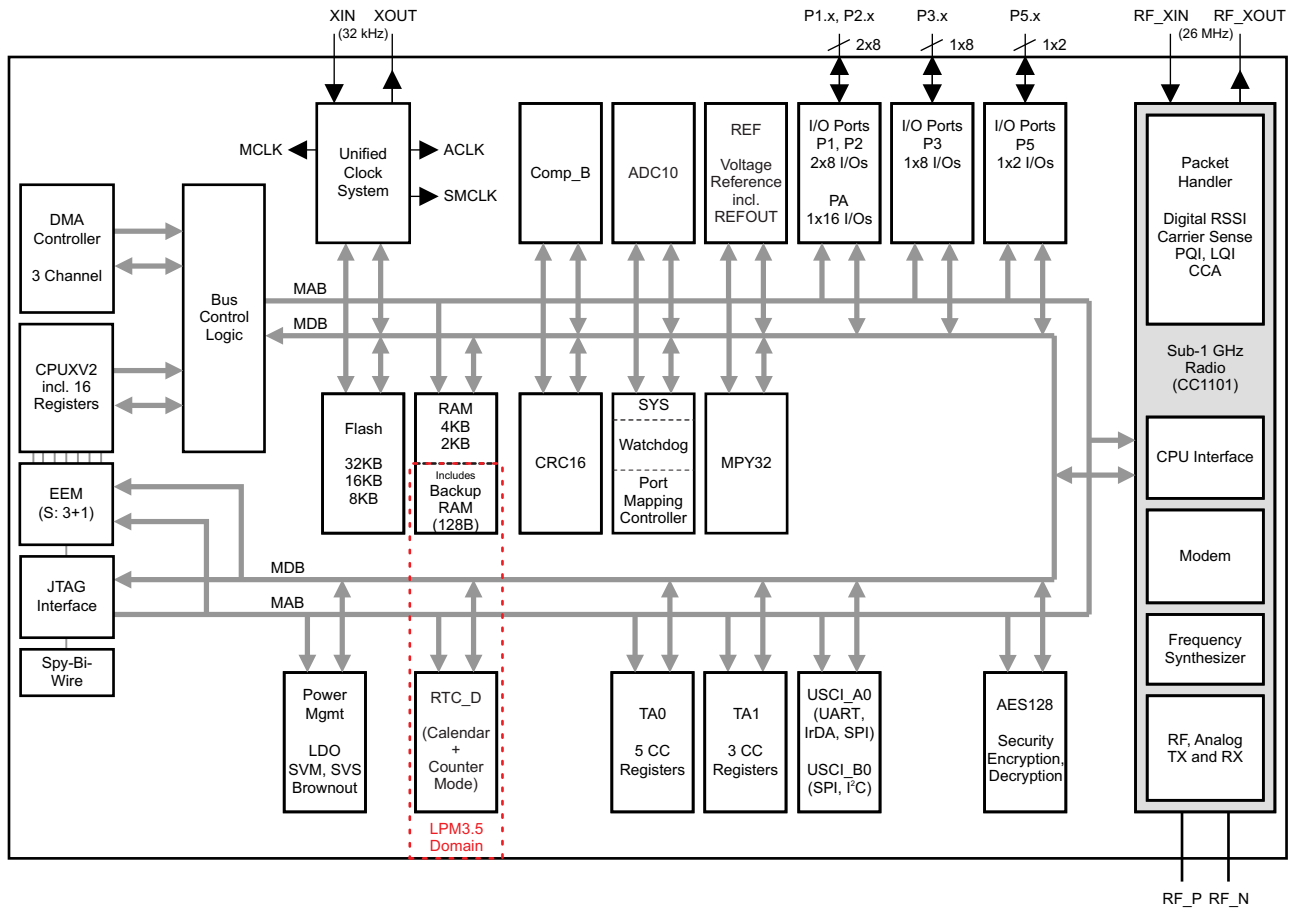 XIN XOUT
(32 kHz)
P1.x, P2.x
2x8
P3.x
1x8
P5.x
1x2
RF_XIN RF_XOUT
(26 MHz)
Unified
Clock
System
MCLK
ACLK
SMCLK
Comp_B
ADC10
REF
Voltage
Reference
incl.
REFOUT
I/O Ports
P1, P2
2x8 I/Os
PA
1x16 I/Os
I/O Ports
P3
1x8 I/Os
I/O Ports
P5
1x2 I/Os
Packet
Handler
Digital RSSI
Carrier Sense
PQI, LQI
CCA
DMA
Controller
3 Channel
Bus
Control
Logic
MAB
MDB
CPUXV2
incl. 16
Registers
Flash
32KB
16KB
8KB
RAM
4KB
2KB
Includes
Backup
RAM
(128B)
CRC16
SYS
Watchdog
Port
Mapping
Controller
MPY32
Sub-1 GHz
Radio
(CC1101)
CPU Interface
EEM
(S: 3+1)
JTAG
Interface
Spy-Bi-
Wire
MDB
MAB
Modem
Frequency
Synthesizer
RF, Analog
TX and RX
Power
Mgmt
LDO
SVM, SVS
Brownout
RTC_D
(Calendar
+
Counter
Mode)
LPM3.5
Domain
TA0
5 CC
Registers
TA1
3 CC
Registers
USCI_A0
(UART,
IrDA, SPI)
USCI_B0
(SPI, I²C)
AES128
Security
Encryption,
Decryption
RF_P RF_N